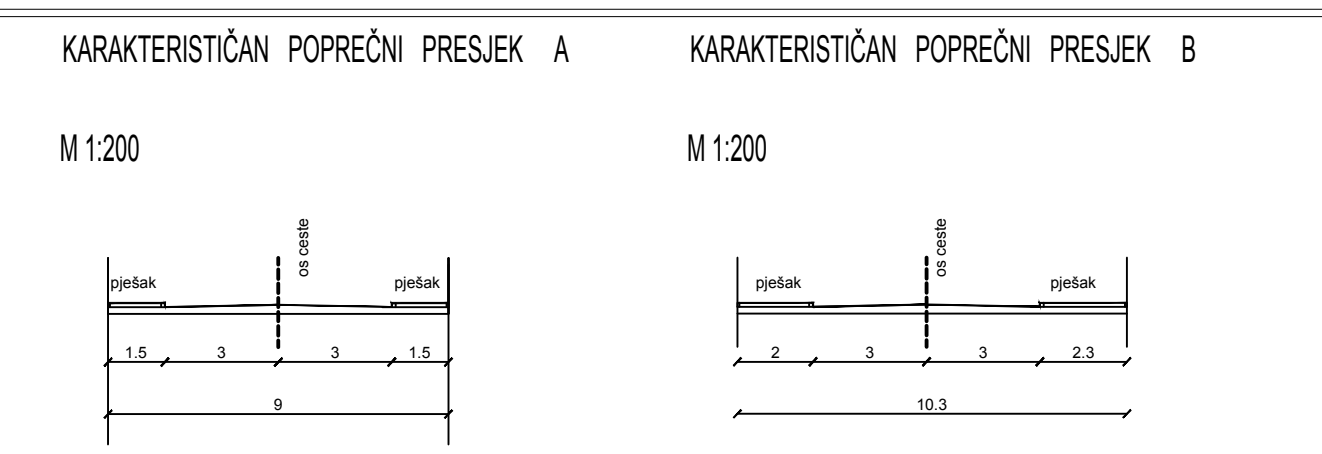 KARAKTERISTIČAN POPREČNI PRESJEK A
M 1:200
os ceste
pješak
pješak
1.5 3 3 1.5
9
KARAKTERISTIČAN POPREČNI PRESJEK B
M 1:200
os ceste
pješak
pješak
2 3 3 2.3
10.3